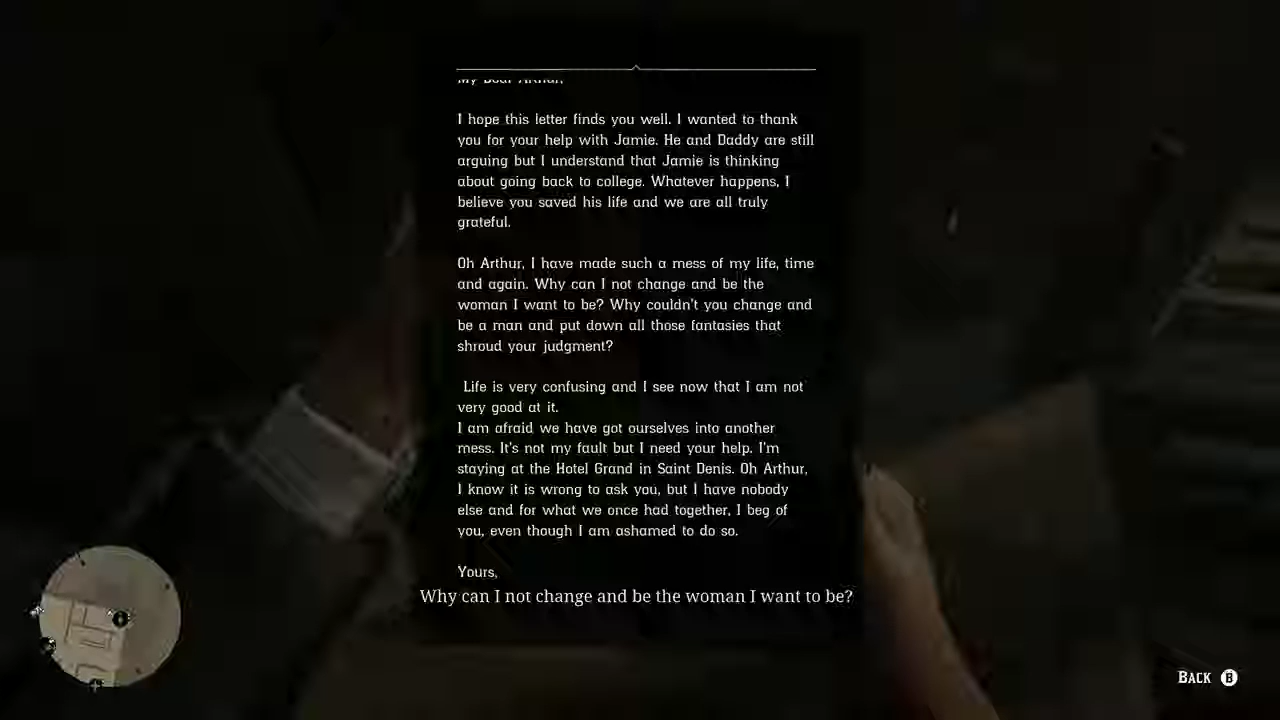 My Dear Arthur,
I hope this letter finds you well. I wanted to thank
you for your help with Jamie. He and Daddy are still
arguing but I understand that Jamie is thinking
about going back to college. Whatever happens, I
believe you saved his life and we are all truly
grateful.
Oh Arthur, I have made such a mess of my life, time
and again. Why can I not change and be the
woman I want to be? Why couldn't you change and
be a man and put down all those fantasies that
shroud your judgment?
Life is very confusing and I see now that I am not
very good at it.
I am afraid we have got ourselves into another
mess. It's not my fault but I need your help. I'm
staying at the Hotel Grand in Saint Denis. Oh Arthur,
I know it is wrong to ask you, but I have nobody
else and for what we once had together, I beg of
you, even though I am ashamed to do so.
Yours,
Why can I not change and be the woman I want to be?
BACK B